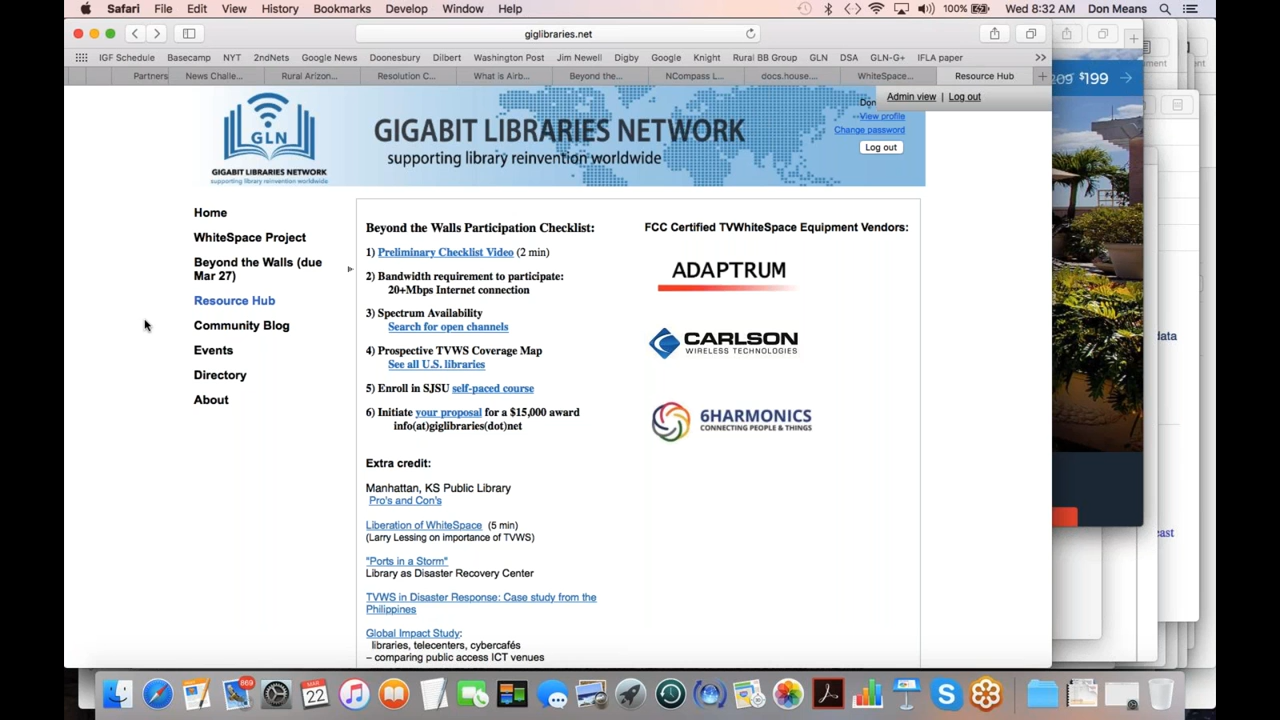 Safari File Edit View History Bookmarks Develop Window Help 100% Wed 8:32 AM Don Means
giglibraries.net
IFG Schedule Basecamp NYT 2ndNets Google News Doonesbury Dilbert Washington Post Jim Newell Digby Google Knight Rural BB Group GLN DSA GLN-G+ IFLA paper
Partners News Challe... Rural Arizon... Resolution C... What is Airb... Beyond the... NCompass L... docs.house.... WhiteSpace... Resource Hub
$199
Admin view | Log out
Don
View profile
Change password
Log out
GLN
GIGABIT LIBRARIES NETWORK
supporting library reinvention worldwide
GIGABIT LIBRARIES NETWORK
supporting library reinvention worldwide
Home
WhiteSpace Project
Beyond the Walls (due
Mar 27)
Resource Hub
Community Blog
Events
Directory
About
Beyond the Walls Participation Checklist:
1) Preliminary Checklist Video (2 min)
2) Bandwidth requirement to participate:
20+Mbps Internet connection
3) Spectrum Availability
Search for open channels
4) Prospective TVWS Coverage Map
See all U.S. libraries
5) Enroll in SJSU self-paced course
6) Initiate your proposal for a $15,000 award
info(at)giglibraries(dot)net
Extra credit:
Manhattan, KS Public Library
Pro's and Con's
Liberation of WhiteSpace (5 min)
(Larry Lessing on importance of TVWS)
"Ports in a Storm"
Library as Disaster Recovery Center
TVWS in Disaster Response: Case study from the
Philippines
Global Impact Study:
libraries, telecenters, cybercafés
– comparing public access ICT venues
FCC Certified TVWhiteSpace Equipment Vendors:
ADAPTRUM
CARLSON
WIRELESS TECHNOLOGIES
6HARMONICS
CONNECTING PEOPLE & THINGS
data
ast
869
MAR
22